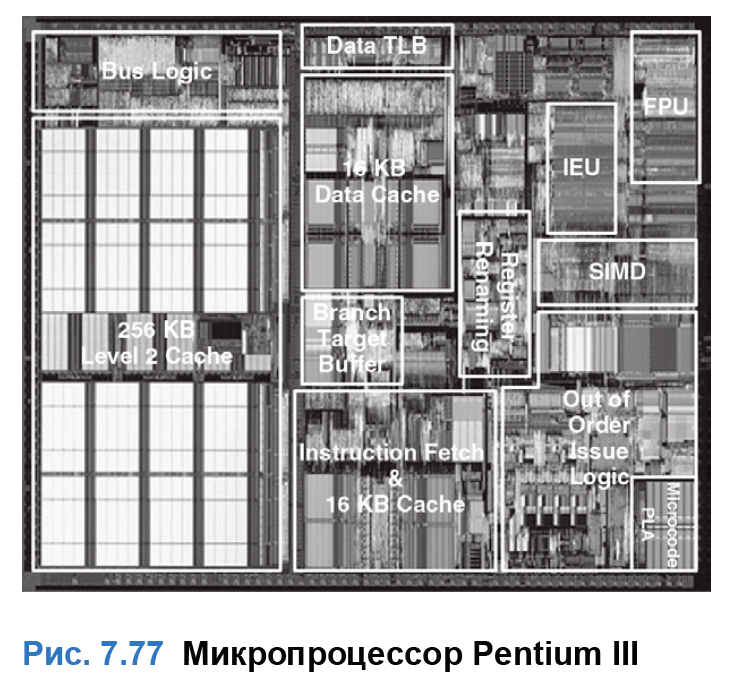 Bus Logic
Data TLB
FPU
16 KB
Data Cache
IEU
Register
Renaming
SIMD
256 KB
Level 2 Cache
Branch
Target
Buffer
Out of
Order
Issue
Logic
Instruction Fetch
&
16 KB Cache
Microcode
PLA
Рис. 7.77 Микропроцессор Pentium III